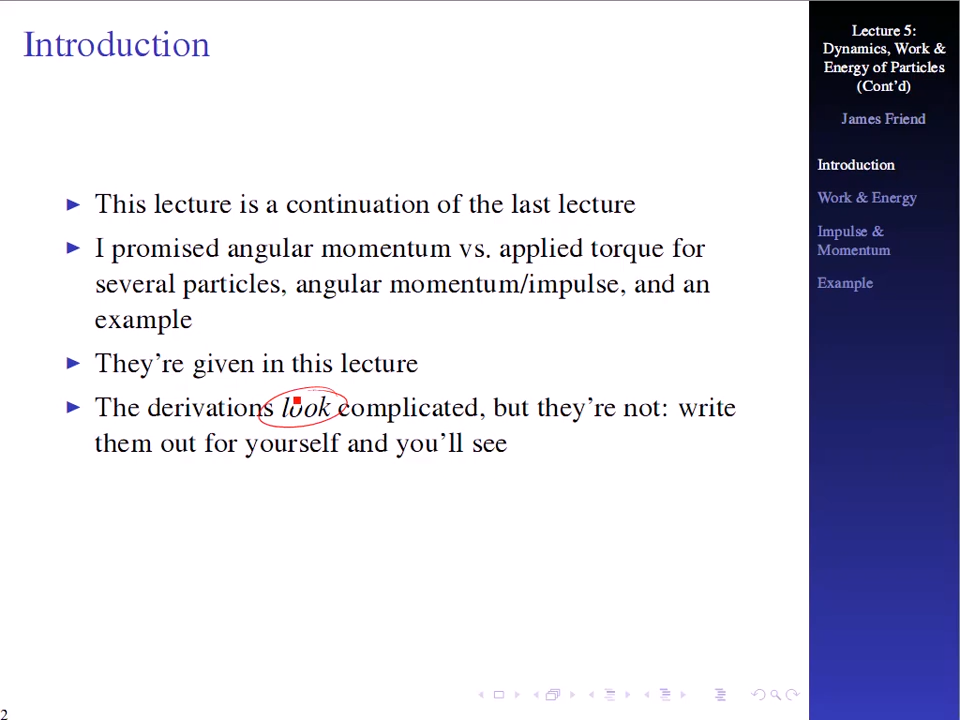 Introduction
This lecture is a continuation of the last lecture
I promised angular momentum vs. applied torque for
several particles, angular momentum/impulse, and an
example
They're given in this lecture
The derivations look complicated, but they're not: write
them out for yourself and you'll see
Lecture 5:
Dynamics, Work &
Energy of Particles
(Cont'd)
James Friend
Introduction
Work & Energy
Impulse &
Momentum
Example
2